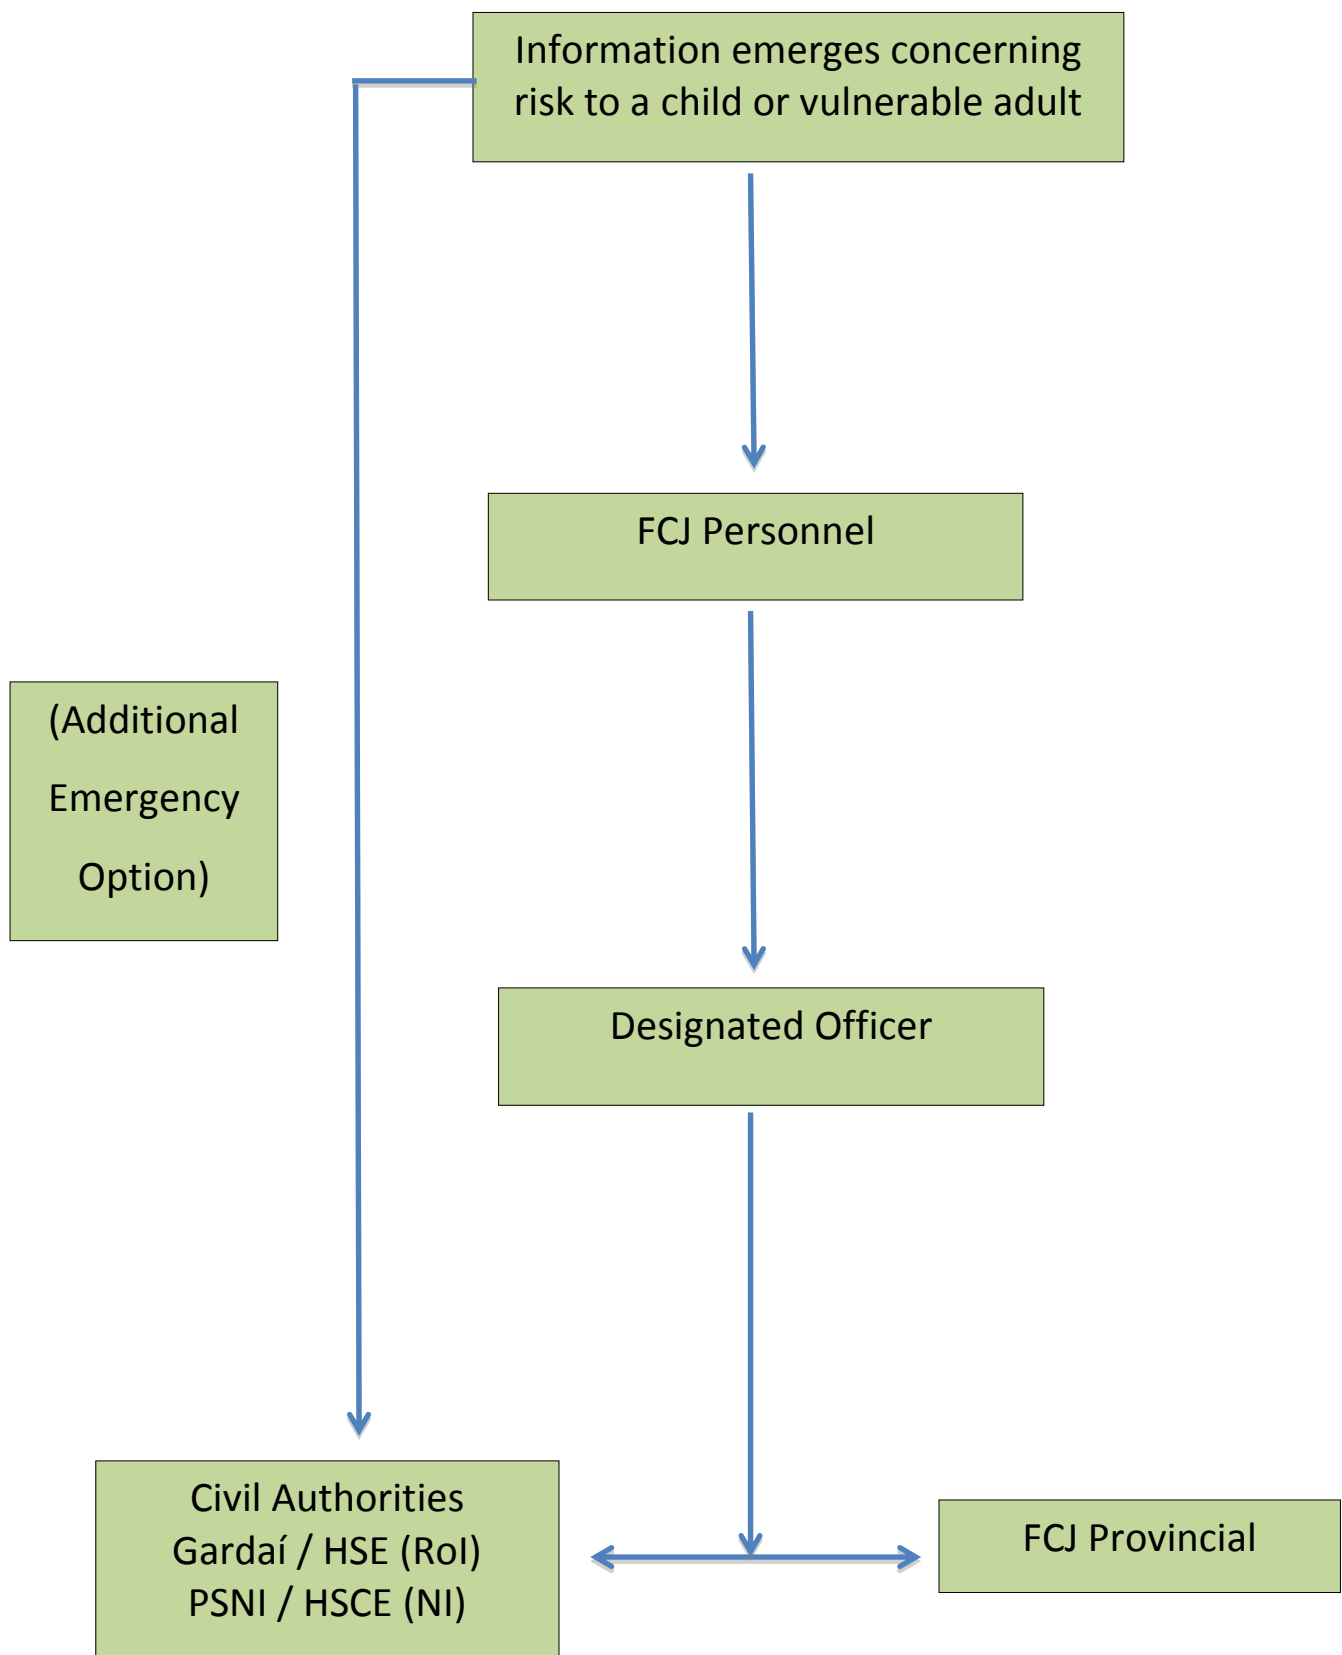 Information emerges concerning
risk to a child or vulnerable adult
FCJ Personnel
(Additional
Emergency
Option)
Designated Officer
Civil Authorities
Gardaí / HSE (RoI)
PSNI / HSCE (NI)
FCJ Provincial